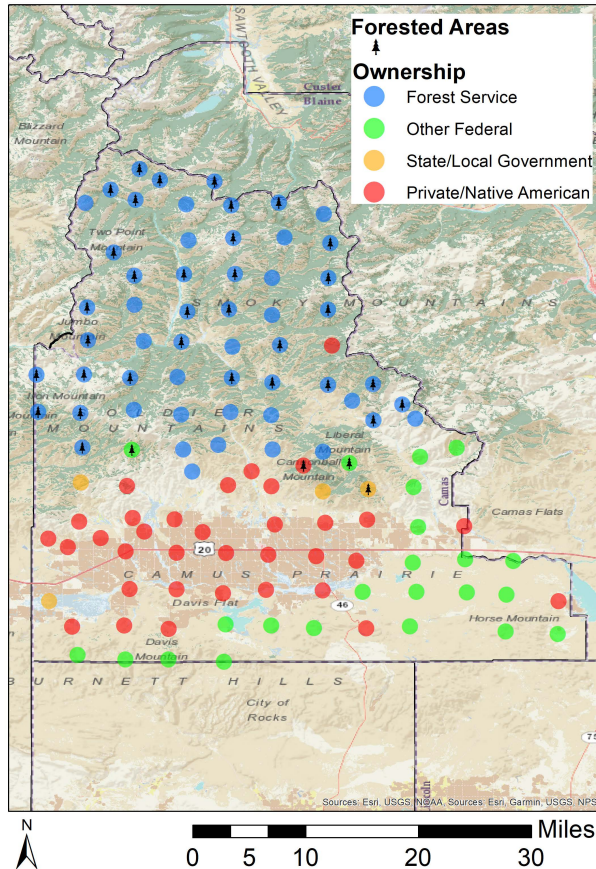 SAWTOOTH VALLEY
Forested Areas
Ownership
Forest Service
Other Federal
State/Local Government
Private/Native American
Custer
Blaine
Blizzard
Mountain
Two Point
Mountain
SMOKY MOUNTAINS
Jumbo
Mountain
Iron Mountain
Mountain
OLDIER
MOUNTAINS
Liberal
Mountain
Cannonball
Mountain
Camas
Camas Flats
20
CAMUS PRAIRIE
Davis Flat
46
Horse Mountain
Davis
Mountain
BURNETT HILLS
City of
Rocks
75
Lincoln
Sources: Esri, USGS, NOAA, Sources: Esri, Garmin, USGS, NPS
N
Miles
0 5 10 20 30